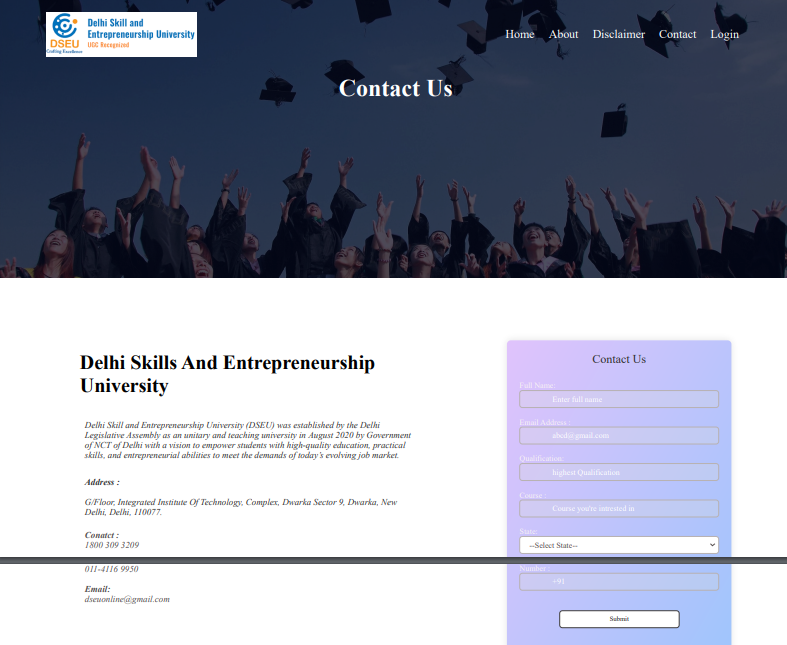 DSEU
Crafting Excellence
Delhi Skill and
Entrepreneurship University
UGC Recognized
Home About Disclaimer Contact Login
Contact Us
Delhi Skills And Entrepreneurship
University
Delhi Skill and Entrepreneurship University (DSEU) was established by the Delhi
Legislative Assembly as an unitary and teaching university in August 2020 by Government
of NCT of Delhi with a vision to empower students with high-quality education, practical
skills, and entrepreneurial abilities to meet the demands of today's evolving job market.
Address :
G/Floor, Integrated Institute Of Technology, Complex, Dwarka Sector 9, Dwarka, New
Delhi, Delhi, 110077.
Conatct :
1800 309 3209
011-4116 9950
Email:
dseuonline@gmail.com
Contact Us
Full Name:
Enter full name
Email Address :
abcd@gmail.com
Qualification:
highest Qualification
Course :
Course you're intrested in
State:
--Select State--
Number :
+91
Submit